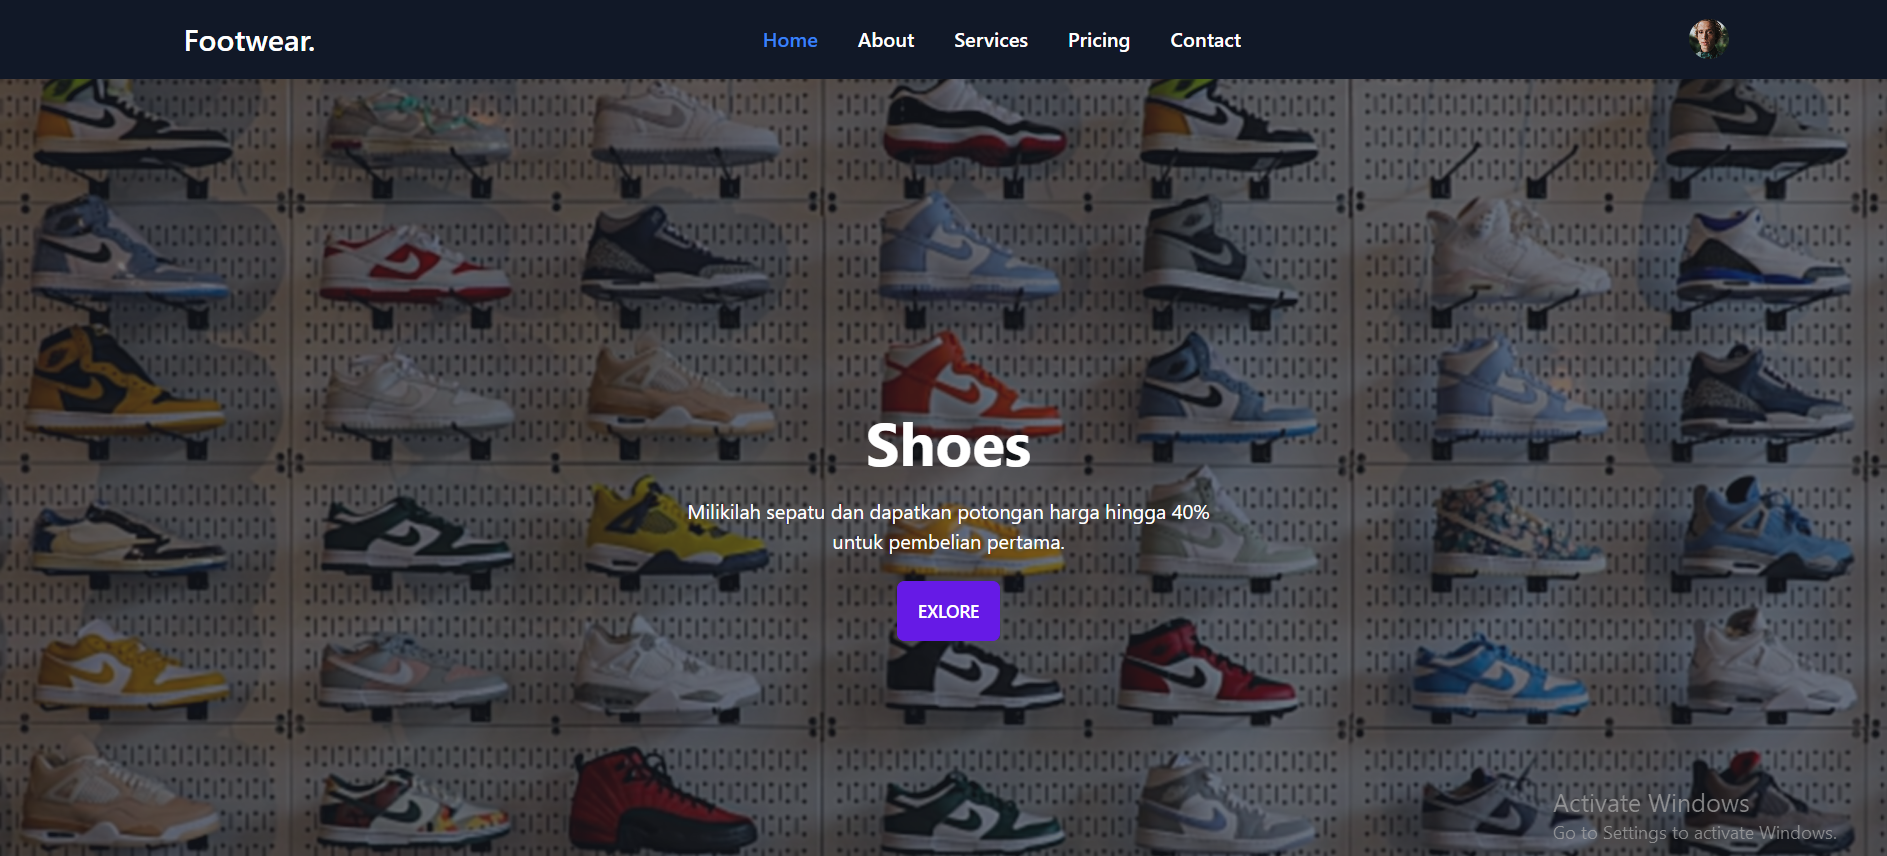 Footwear.
Home
About
Services
Pricing
Contact
Shoes
Milikilah sepatu dan dapatkan potongan harga hingga 40%
untuk pembelian pertama.
EXLORE
Activate Windows
Go to Settings to activate Windows.